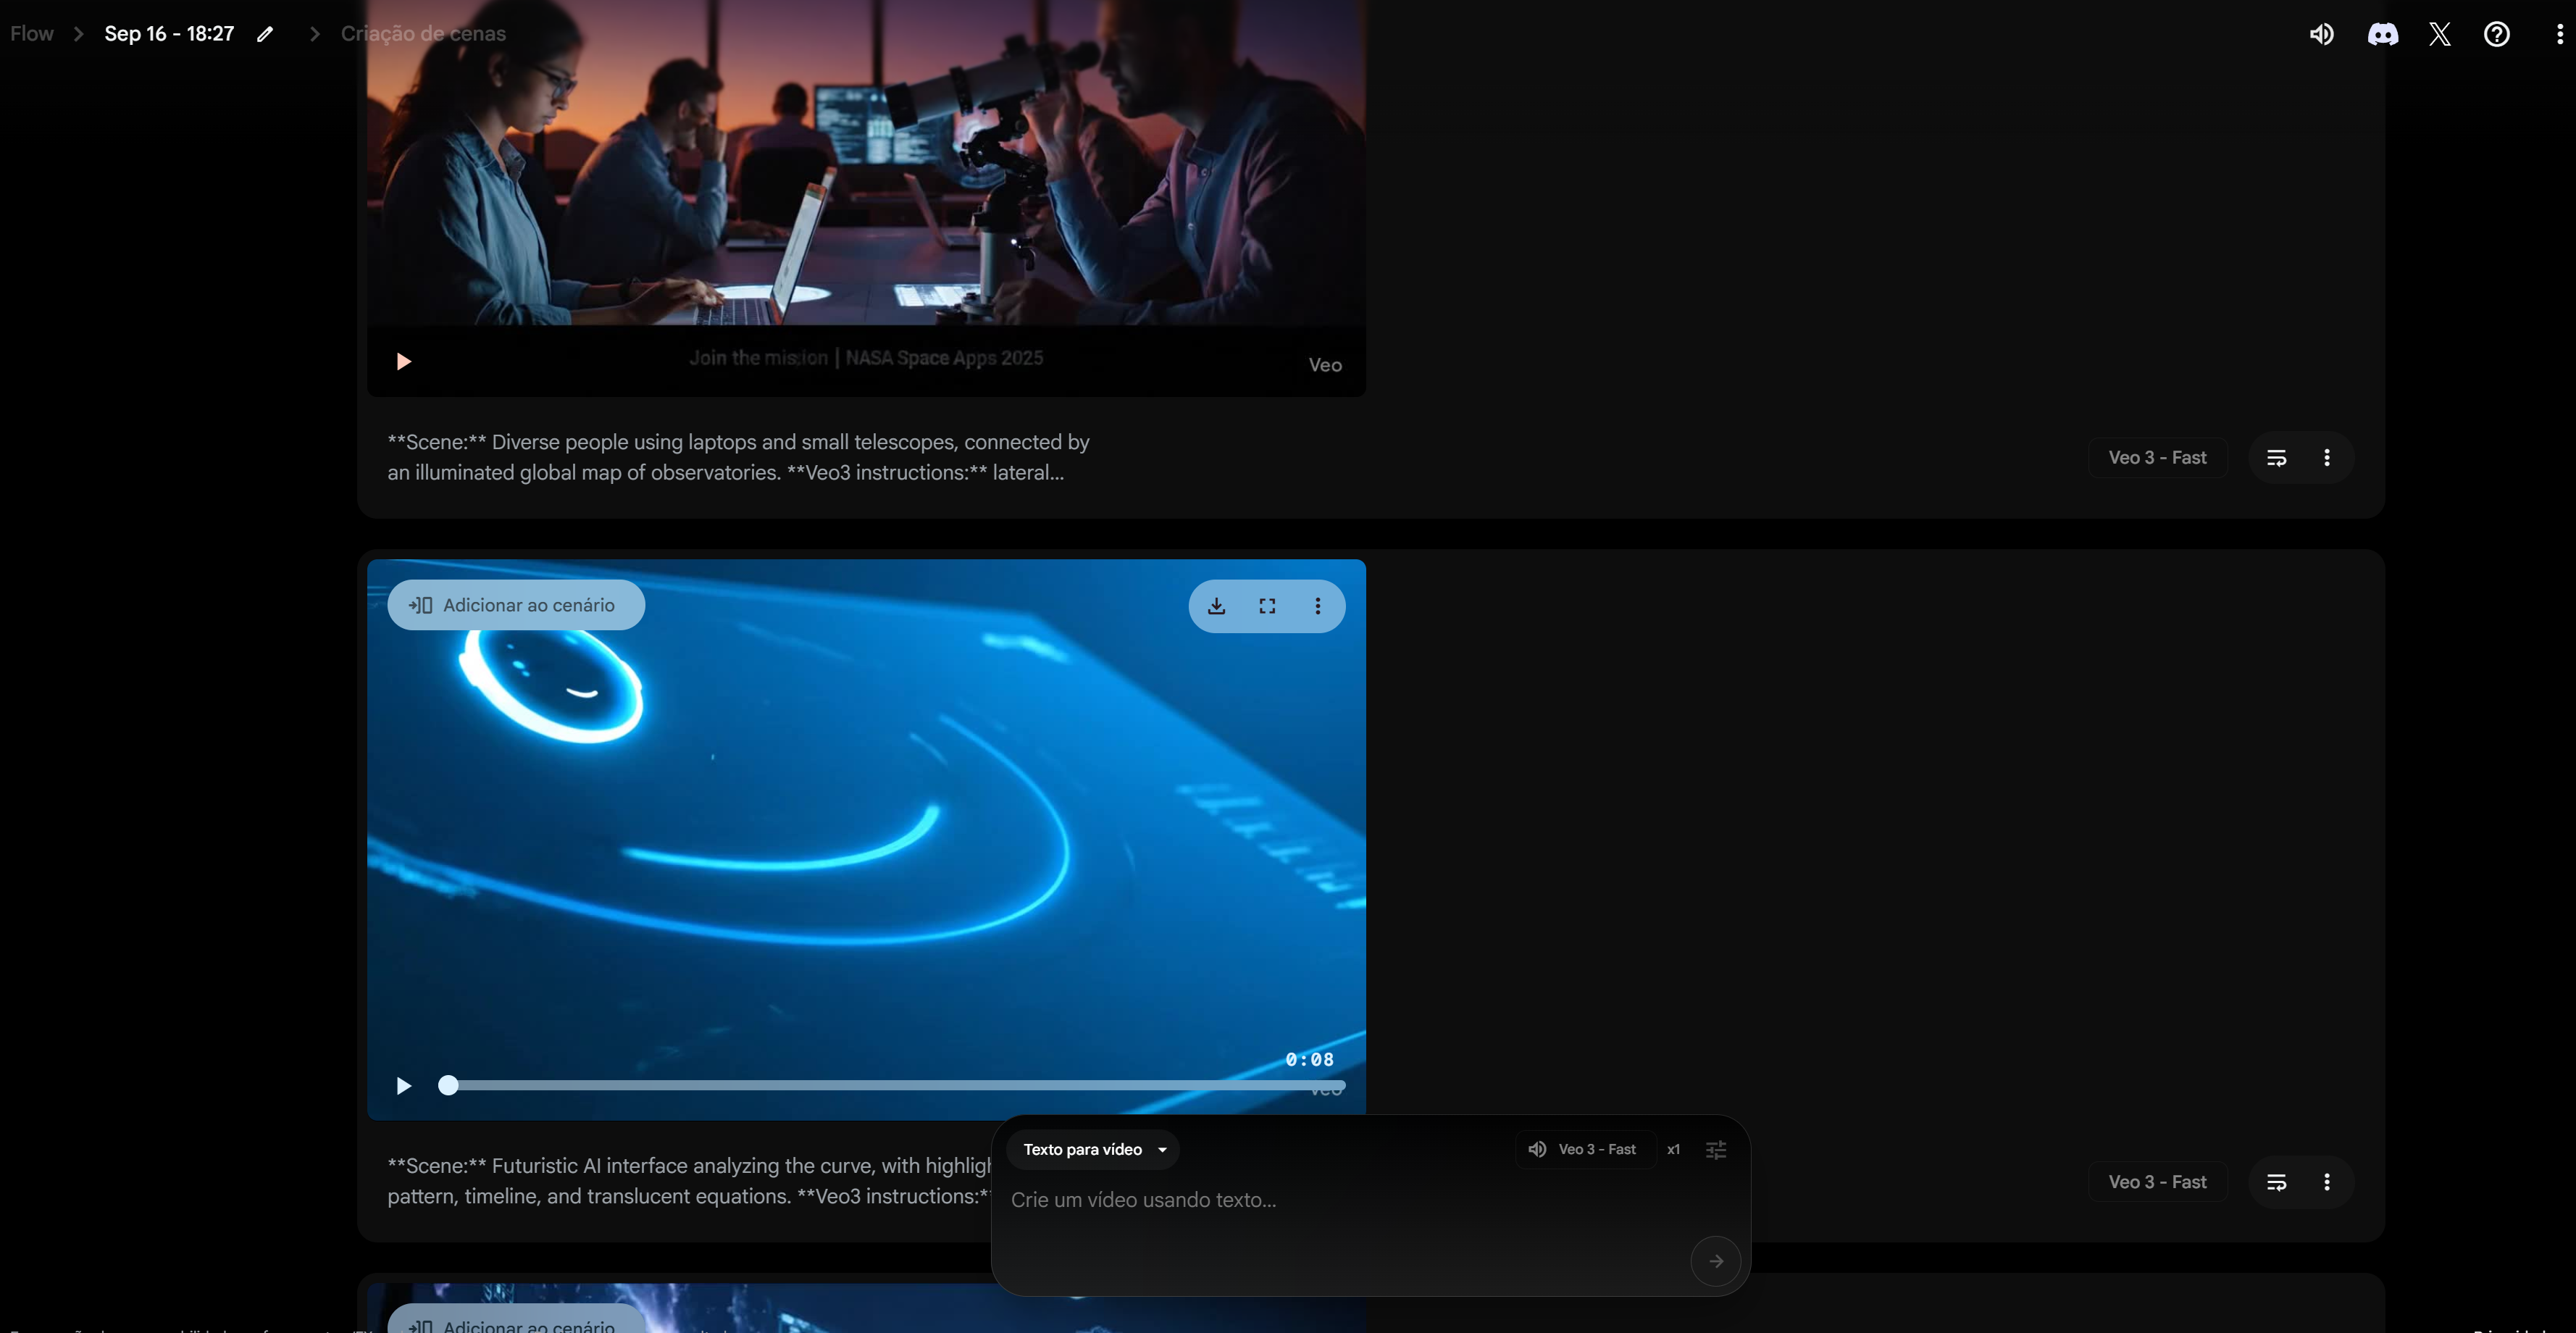 Flow > Sep 16 - 18:27 > Criação de cenas
Join the mission | NASA Space Apps 2025
Veo
**Scene:** Diverse people using laptops and small telescopes, connected by
an illuminated global map of observatories. **Veo3 instructions:** lateral...
Veo 3 - Fast
Adicionar ao cenário
0:08
Veo
**Scene:** Futuristic AI interface analyzing the curve, with
pattern, timeline, and translucent equations. **Veo3 instructions:**
Veo 3 - Fast
Texto para vídeo
Veo 3 - Fast
x1
Crie um vídeo usando texto...
Adicionar ao cenário